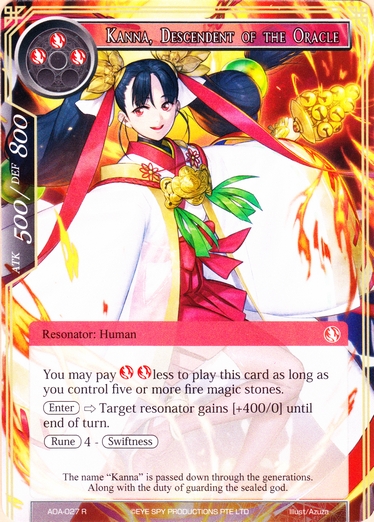 Kanna, Descendent of the Oracle
ATK 500 / DEF 800
Resonator: Human
You may pay less to play this card as long as
you control five or more fire magic stones.
Enter ⇨ Target resonator gains [+400/0] until
end of turn.
Rune 4 - Swiftness
The name “Kanna” is passed down through the generations.
Along with the duty of guarding the sealed god.
AOA-027 R ©EYE SPY PRODUCTIONS PTE LTD Illust/Azuza